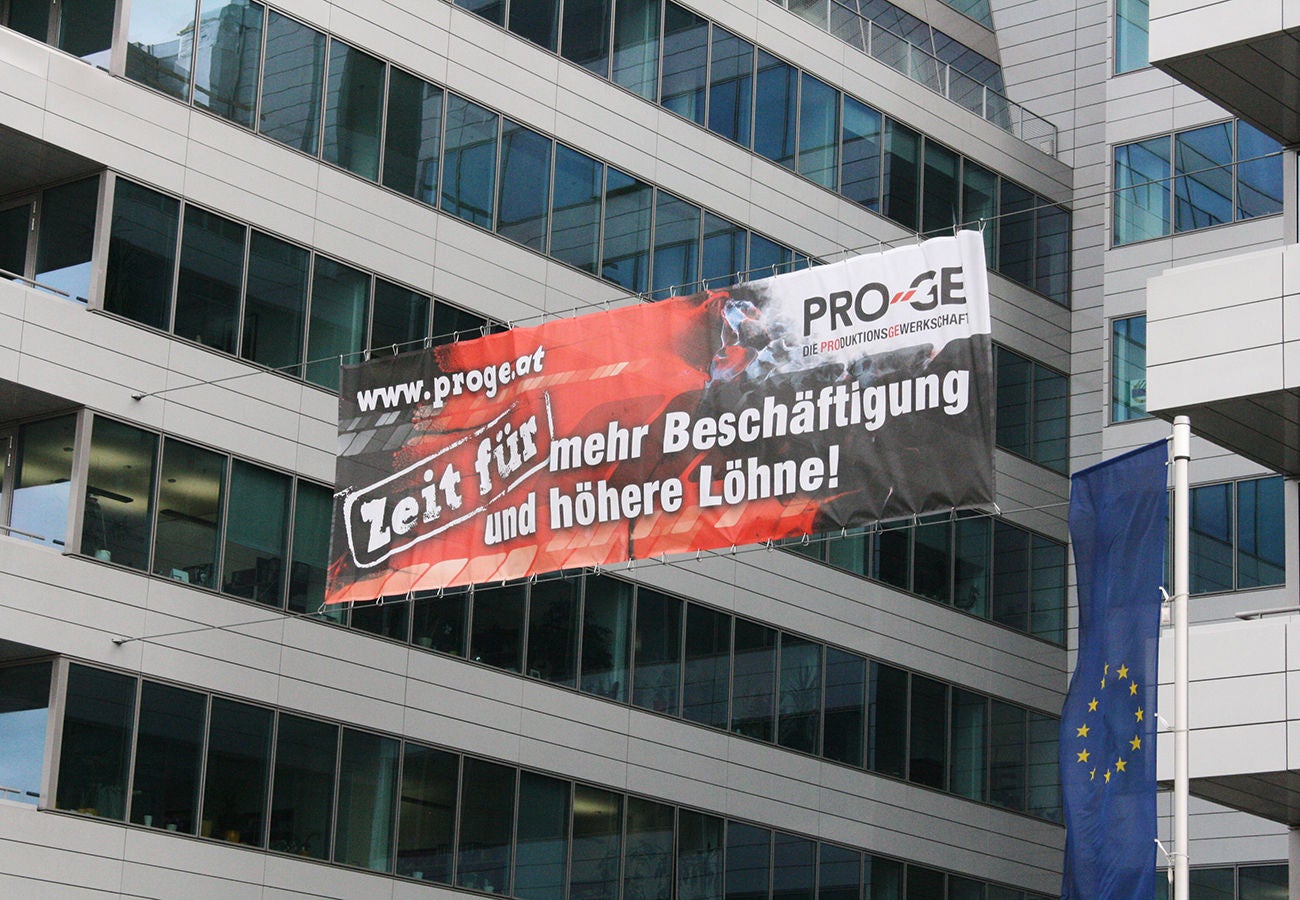 PRO-GE
DIE PRODUKTIONSGEWERKSCHAFT
www.proge.at
Zeit für mehr Beschäftigung
und höhere Löhne!